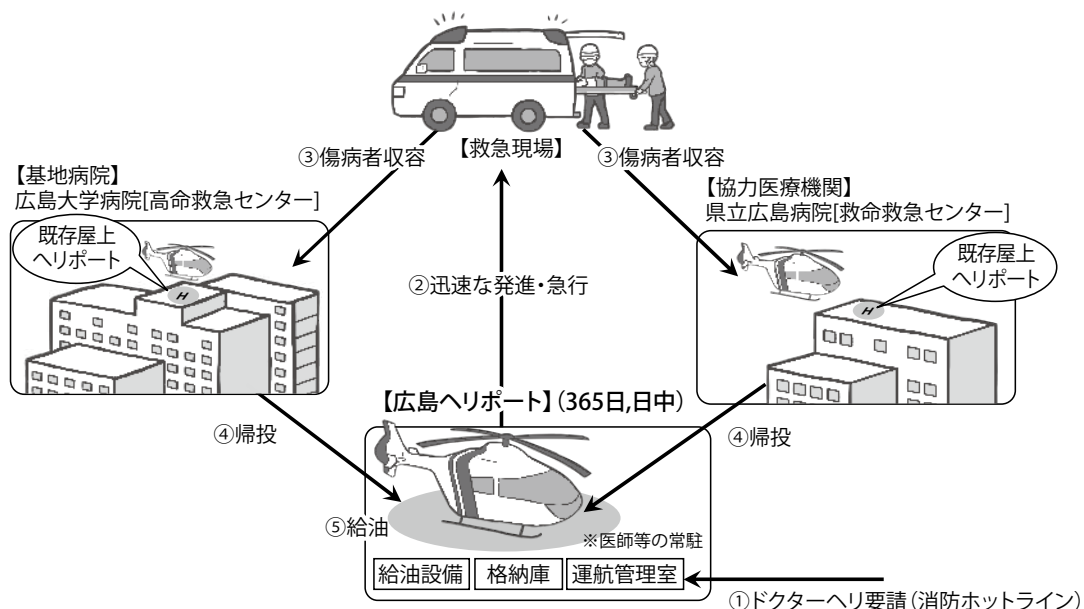 【救急現場】
③傷病者収容
③傷病者収容
【基地病院】
広島大学病院[高命救急センター]
既存屋上
ヘリポート
H
【協力医療機関】
県立広島病院[救命救急センター]
既存屋上
ヘリポート
H
②迅速な発進・急行
【広島ヘリポート】(365日,日中)
④帰投
④帰投
⑤給油
※医師等の常駐
給油設備
格納庫
運航管理室
①ドクターヘリ要請(消防ホットライン)